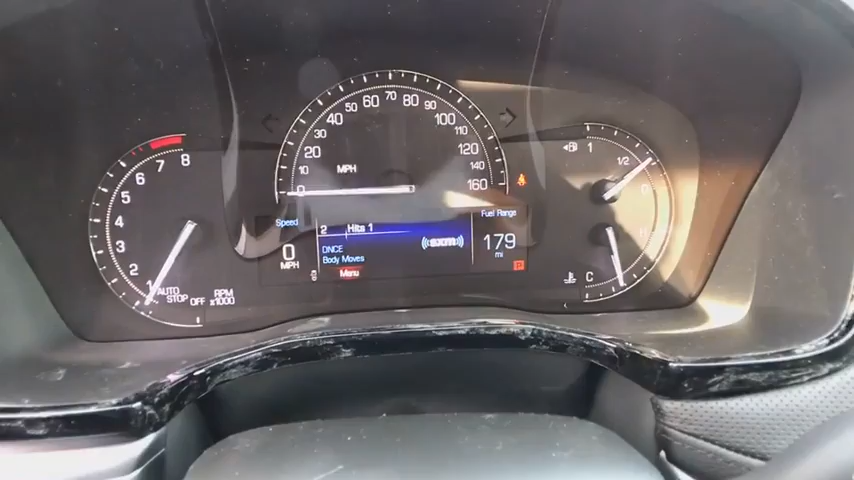 1 2 3 4 5 6 7 8
AUTO
STOP OFF
RPM
x1000
0 10 20 30 40 50 60 70 80 90 100 110 120 140 160
MPH
Speed
0
MPH
2 Hits 1
DNCE
Body Moves
Menu
((SXM))
Fuel Range
179
mi
P
1
1/2
0
C